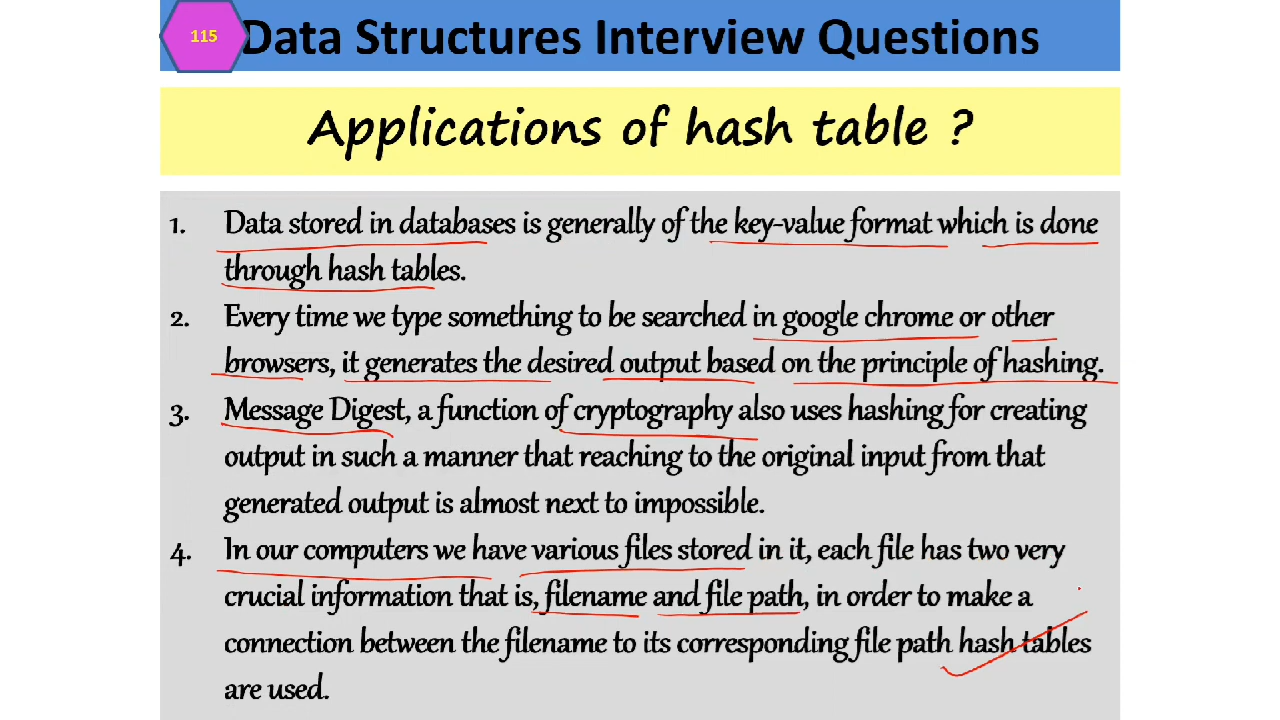 115
Data Structures Interview Questions
Applications of hash table ?
1. Data stored in databases is generally of the key-value format which is done
through hash tables.
2. Every time we type something to be searched in google chrome or other
browsers, it generates the desired output based on the principle of hashing.
3. Message Digest, a function of cryptography also uses hashing for creating
output in such a manner that reaching to the original input from that
generated output is almost next to impossible.
4. In our computers we have various files stored in it, each file has two very
crucial information that is, filename and file path, in order to make a
connection between the filename to its corresponding file path hash tables
are used.